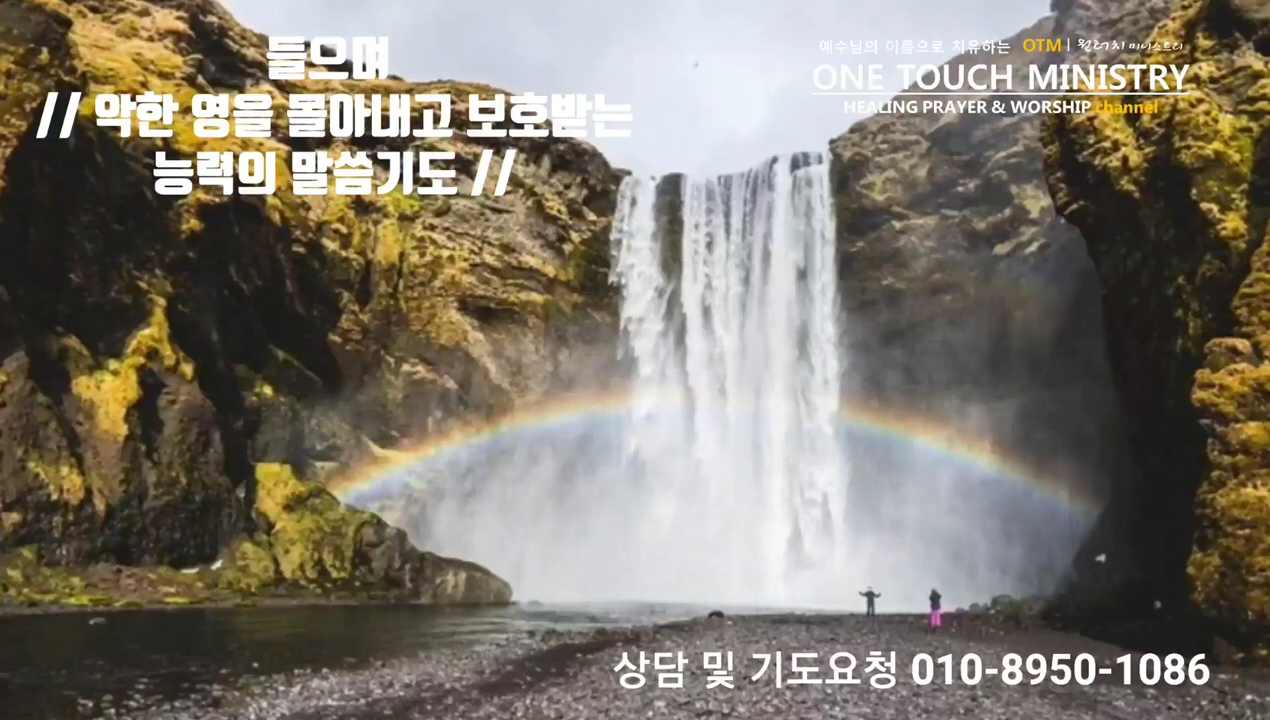 들으며
// 악한 영을 몰아내고 보호받는
능력의 말씀기도 //
예수님의 이름으로 치유하는 OTM | 원터치 미니스트리
ONE TOUCH MINISTRY
HEALING PRAYER & WORSHIP channel
상담 및 기도요청 010-8950-1086